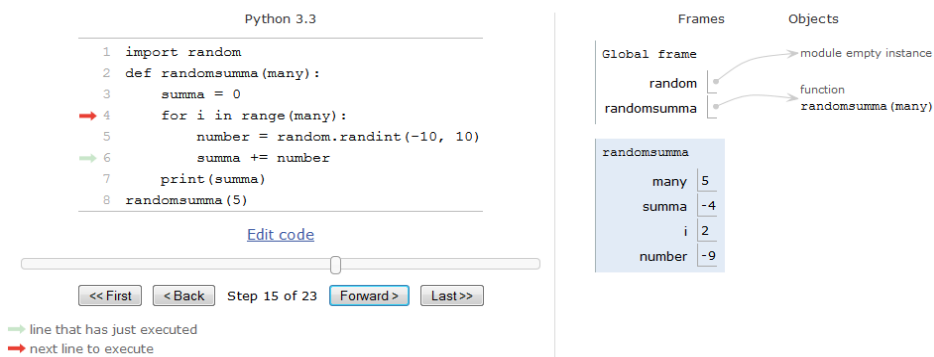 Python 3.3
1 import random
2 def randomsumma(many):
3     summa = 0
4     for i in range(many):
5         number = random.randint(-10, 10)
6         summa += number
7     print(summa)
8 randomsumma(5)
Edit code
<< First < Back Step 15 of 23 Forward > Last >>
line that has just executed
next line to execute
Frames Objects
Global frame
random
randomsumma
module empty instance
function
randomsumma(many)
randomsumma
many 5
summa -4
i 2
number -9